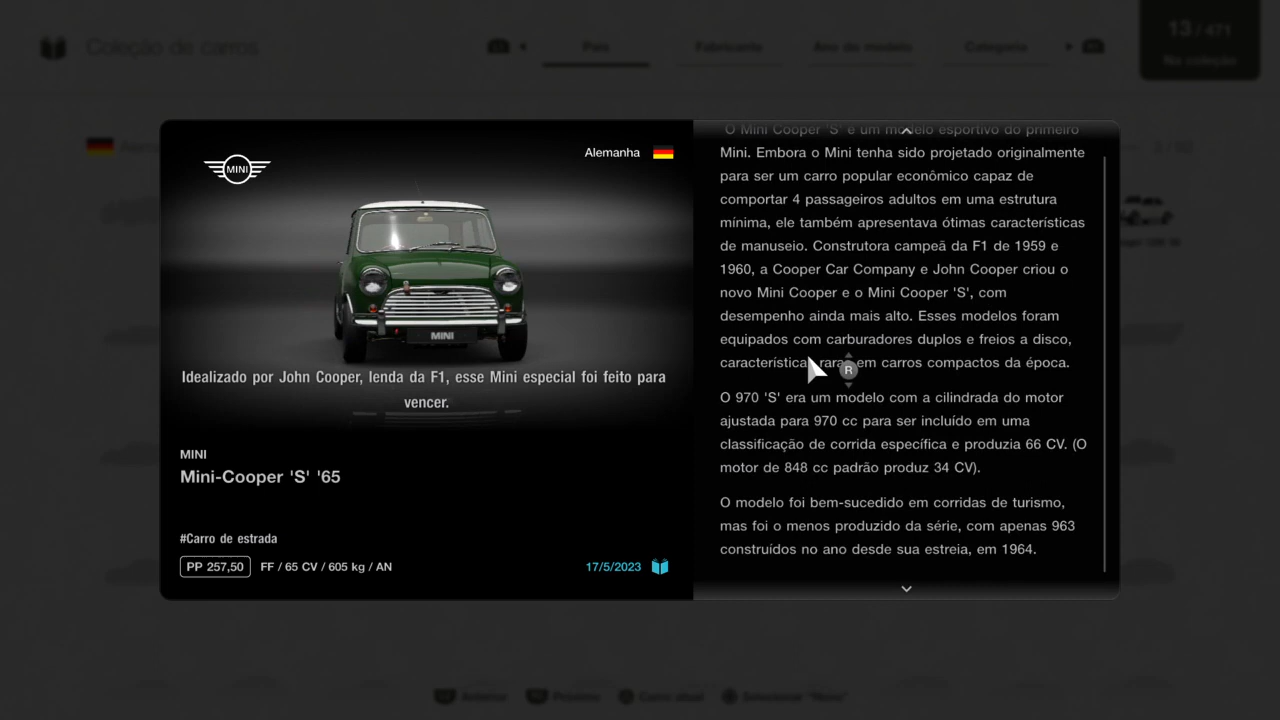 Coleção de carros
País
Fabricante
Ano do modelo
Categoria
13 / 471
Na coleção
MINI
Alemanha
MINI
Idealizado por John Cooper, lenda da F1, esse Mini especial foi feito para
vencer.
MINI
Mini-Cooper 'S' '65
#Carro de estrada
PP 257,50
FF / 65 CV / 605 kg / AN
17/5/2023
O Mini Cooper 'S' é um modelo esportivo do primeiro
Mini. Embora o Mini tenha sido projetado originalmente
para ser um carro popular econômico capaz de
comportar 4 passageiros adultos em uma estrutura
mínima, ele também apresentava ótimas características
de manuseio. Construtora campeã da F1 de 1959 e
1960, a Cooper Car Company e John Cooper criou o
novo Mini Cooper e o Mini Cooper 'S', com
desempenho ainda mais alto. Esses modelos foram
equipados com carburadores duplos e freios a disco,
em carros compactos da época.
R
O 970 'S' era um modelo com a cilindrada do motor
ajustada para 970 cc para ser incluído em uma
classificação de corrida específica e produzia 66 CV. (O
motor de 848 cc padrão produz 34 CV).
O modelo foi bem-sucedido em corridas de turismo,
mas foi o menos produzido da série, com apenas 963
construídos no ano desde sua estreia, em 1964.
Anterior
Próximo
Carro atual